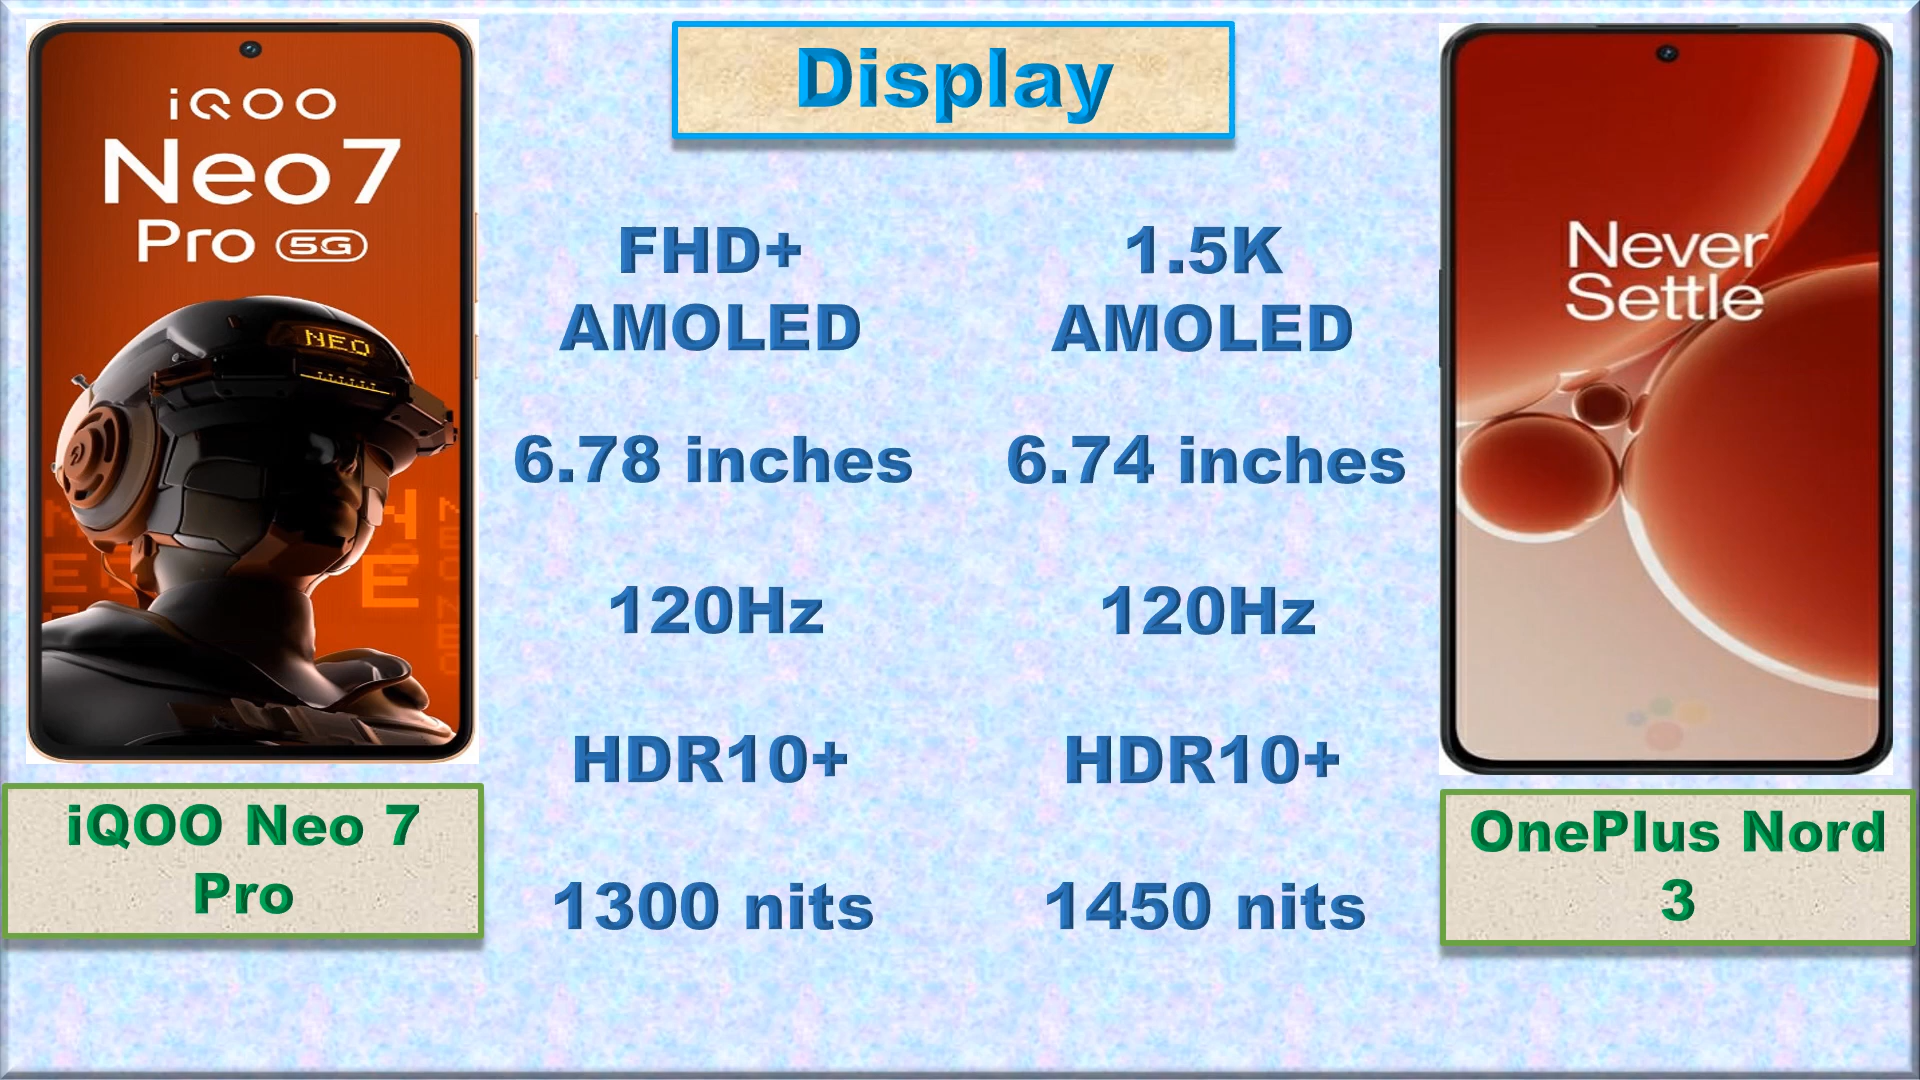 Display
iQOO
Neo7
Pro 5G
NEO
Never
Settle
FHD+
AMOLED
1.5K
AMOLED
6.78 inches
6.74 inches
120Hz
120Hz
HDR10+
HDR10+
1300 nits
1450 nits
iQOO Neo 7
Pro
OnePlus Nord
3